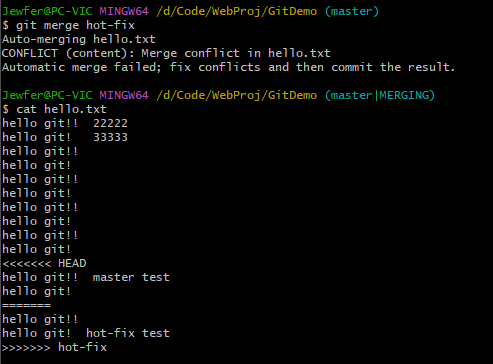 Jewfer@PC-VIC MINGW64 /d/Code/WebProj/GitDemo (master)
$ git merge hot-fix
Auto-merging hello.txt
CONFLICT (content): Merge conflict in hello.txt
Automatic merge failed; fix conflicts and then commit the result.
Jewfer@PC-VIC MINGW64 /d/Code/WebProj/GitDemo (master|MERGING)
$ cat hello.txt
hello git!!  22222
hello git!   33333
hello git!!
hello git!
hello git!!
hello git!
hello git!!
hello git!
hello git!!
hello git!
<<<<<<< HEAD
hello git!!  master test
hello git!
=======
hello git!!
hello git!  hot-fix test
>>>>>>> hot-fix